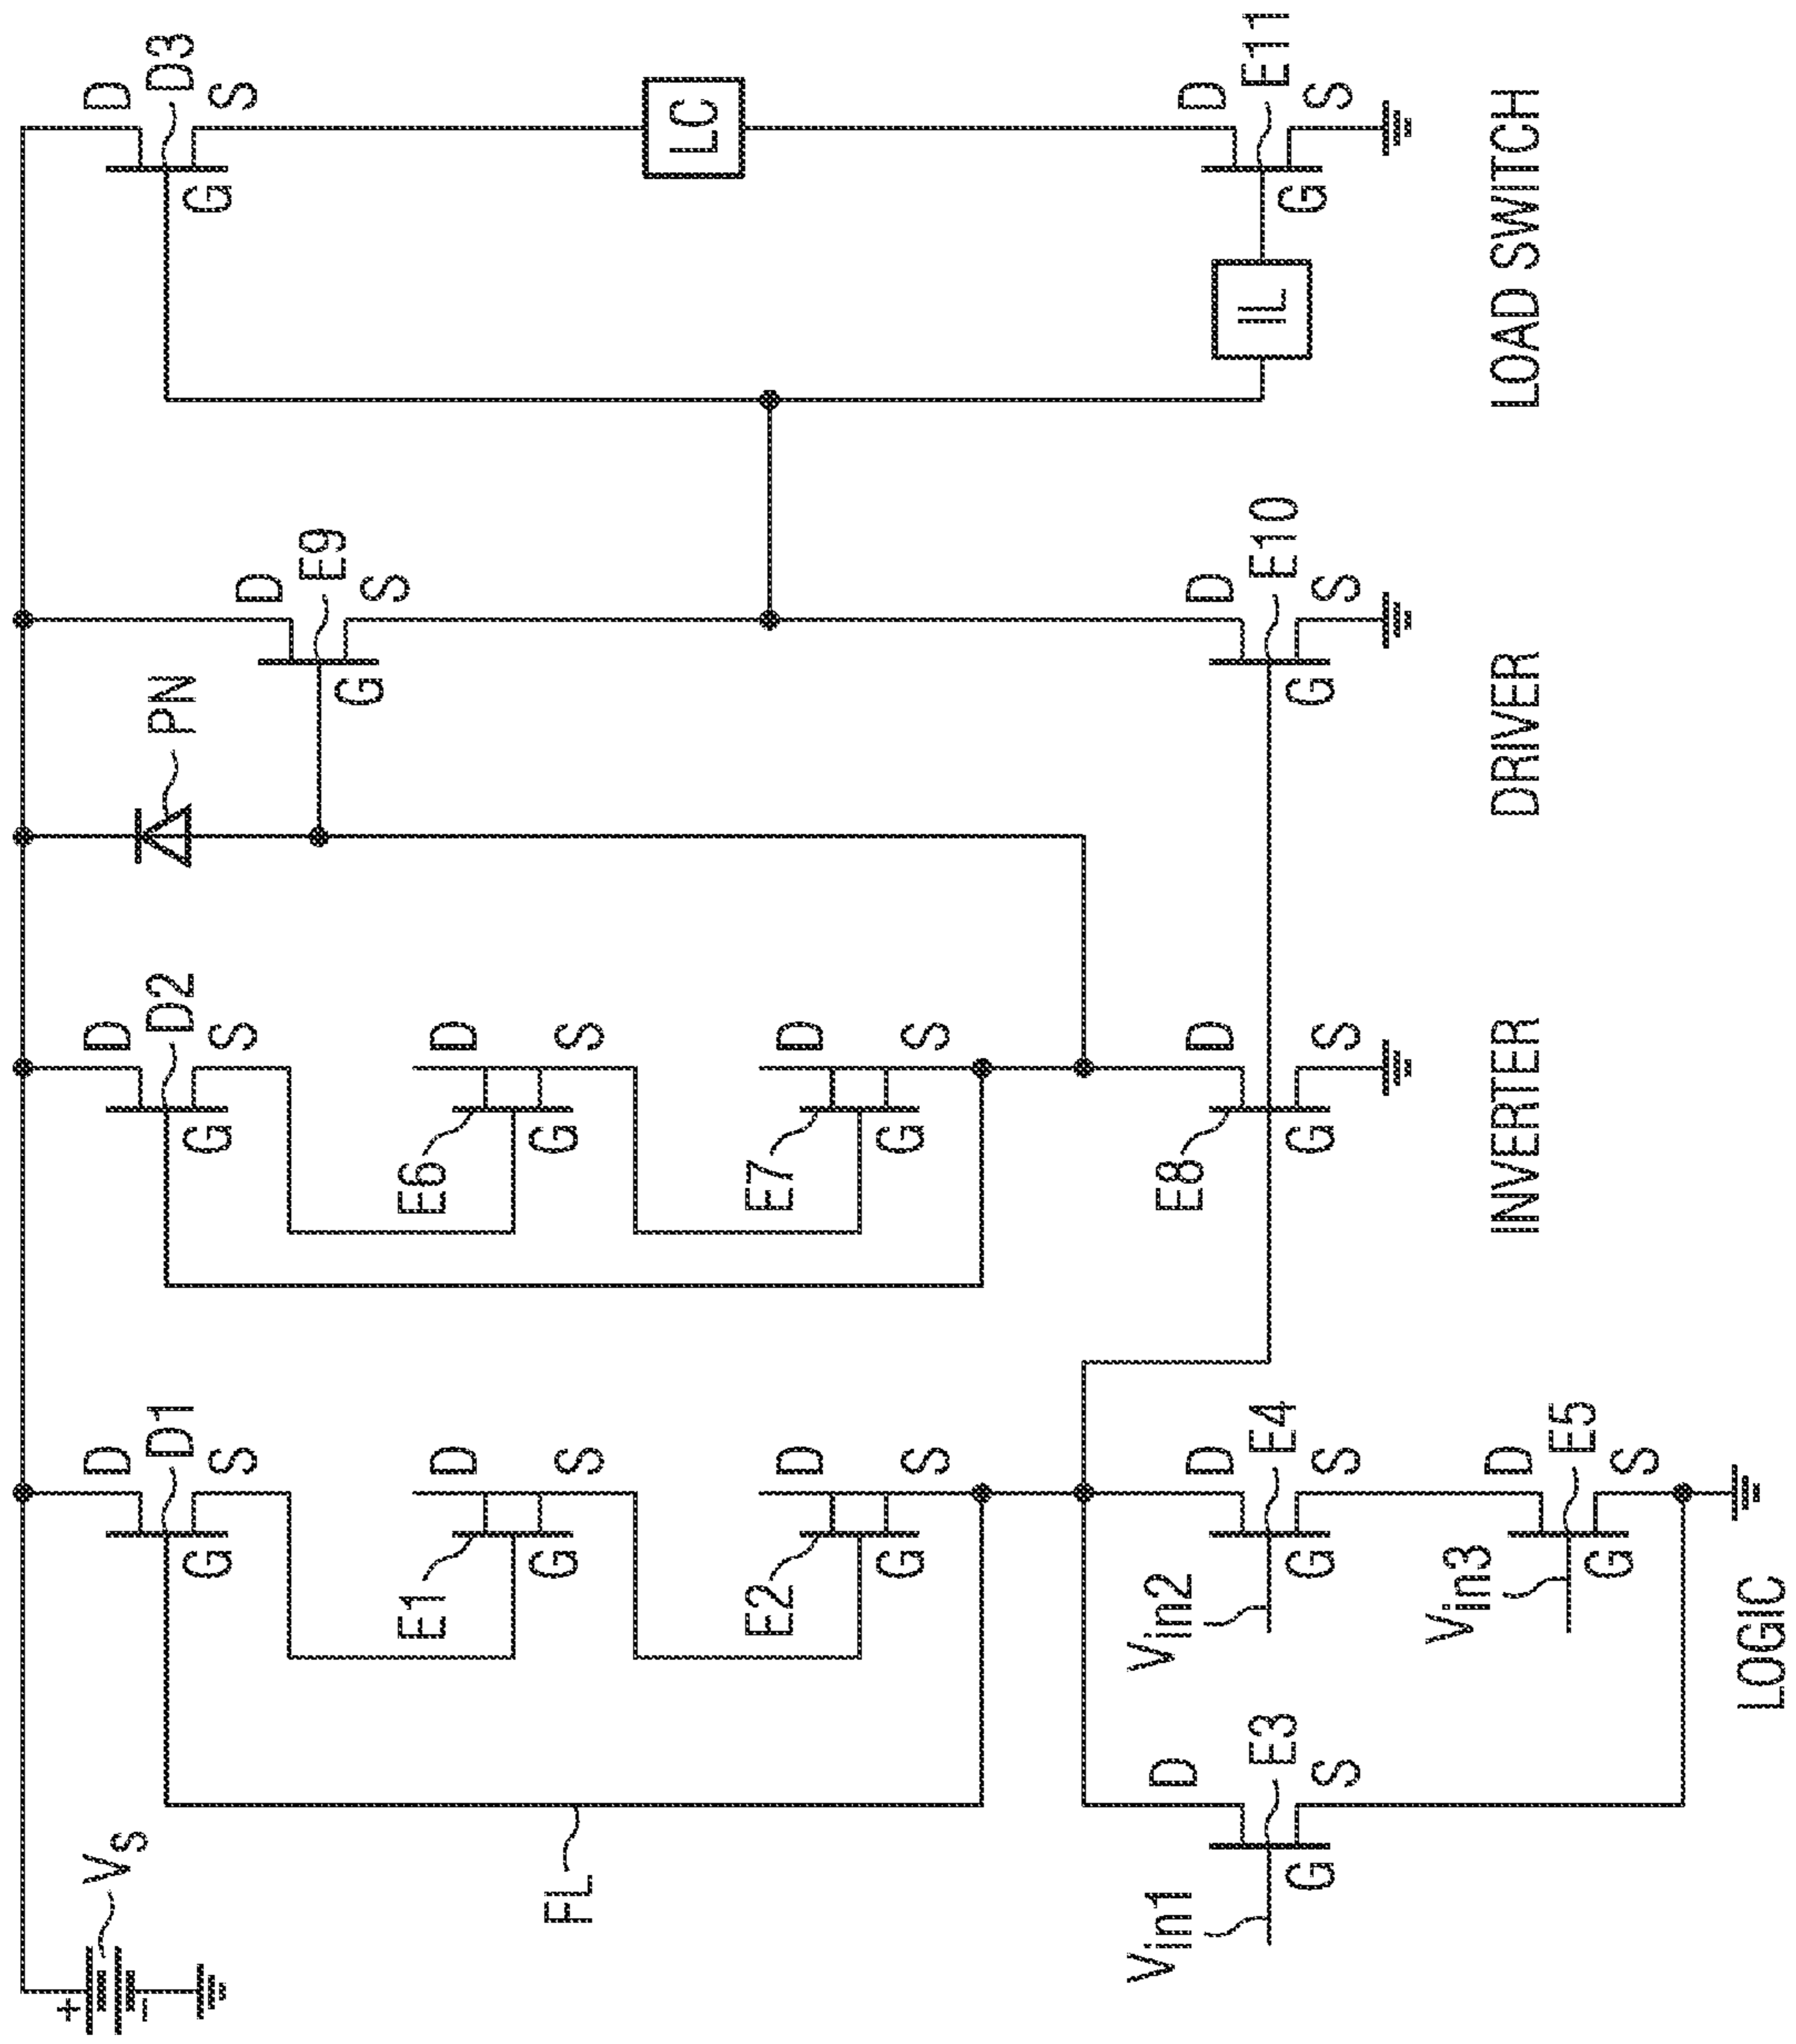 +
-
Vs
FL
D
D1
S
G
D
E1
S
G
D
E2
S
G
Vin1
D
E3
S
G
Vin2
D
E4
S
G
Vin3
D
E5
S
G
LOGIC
D
D2
S
G
D
E6
S
G
D
E7
S
G
D
E8
S
G
INVERTER
PN
D
E9
S
G
D
E10
S
G
DRIVER
D
D3
S
G
LC
IL
D
E11
S
G
LOAD SWITCH